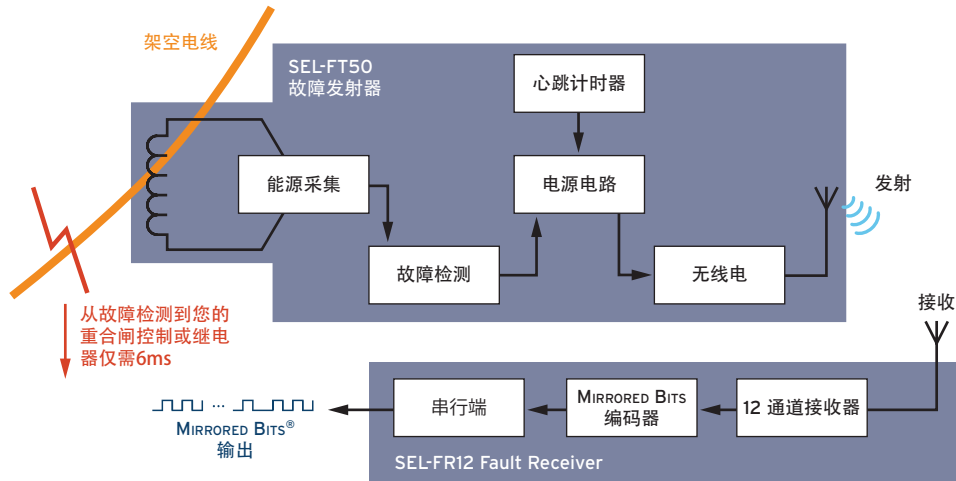 架空电线
SEL-FT50
故障发射器
心跳计时器
能源采集
电源电路
发射
故障检测
无线电
从故障检测到您的
重合闸控制或继电
器仅需6ms
接收
MIRRORED BITS®
输出
串行端
MIRRORED BITS
编码器
12 通道接收器
SEL-FR12 Fault Receiver